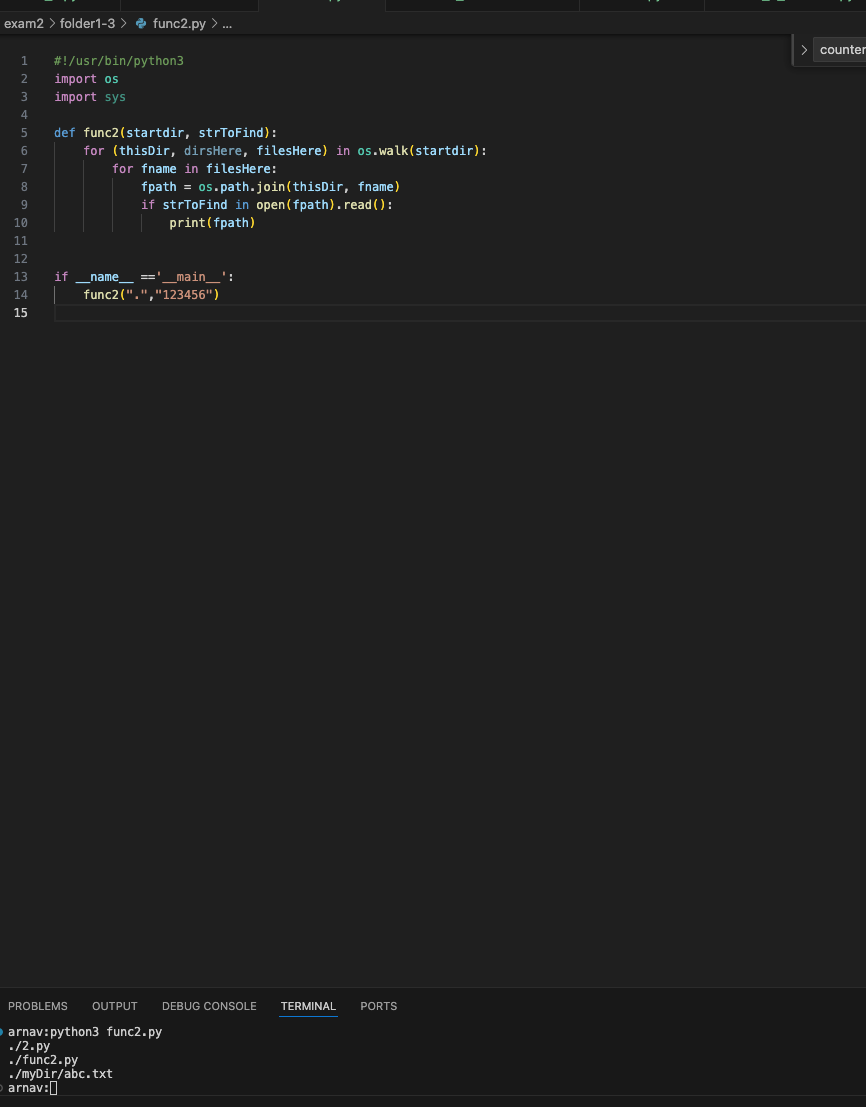 exam2 > folder1-3 > func2.py > ...
counter
1 #!/usr/bin/python3
2 import os
3 import sys
4
5 def func2(startdir, strToFind):
6     for (thisDir, dirsHere, filesHere) in os.walk(startdir):
7         for fname in filesHere:
8             fpath = os.path.join(thisDir, fname)
9             if strToFind in open(fpath).read():
10                 print(fpath)
11
12
13 if __name__ =='__main__':
14     func2(".","123456")
15
PROBLEMS OUTPUT DEBUG CONSOLE TERMINAL PORTS
arnav:python3 func2.py
./2.py
./func2.py
./myDir/abc.txt
arnav: